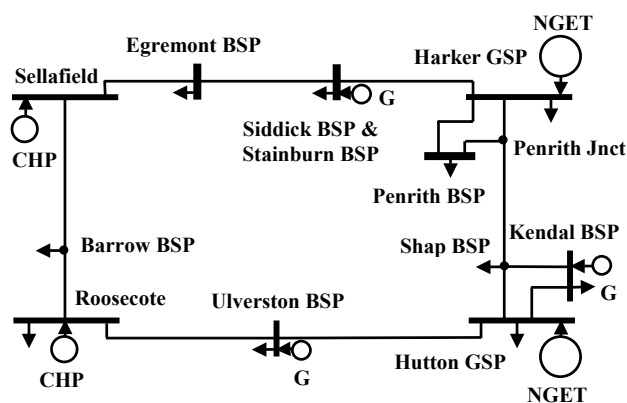 NGET
Egremont BSP
Harker GSP
Sellafield
G
Siddick BSP &
Stainburn BSP
CHP
Penrith Jnct
Penrith BSP
Kendal BSP
Shap BSP
Barrow BSP
Roosecote
Ulverston BSP
G
Hutton GSP
G
CHP
NGET